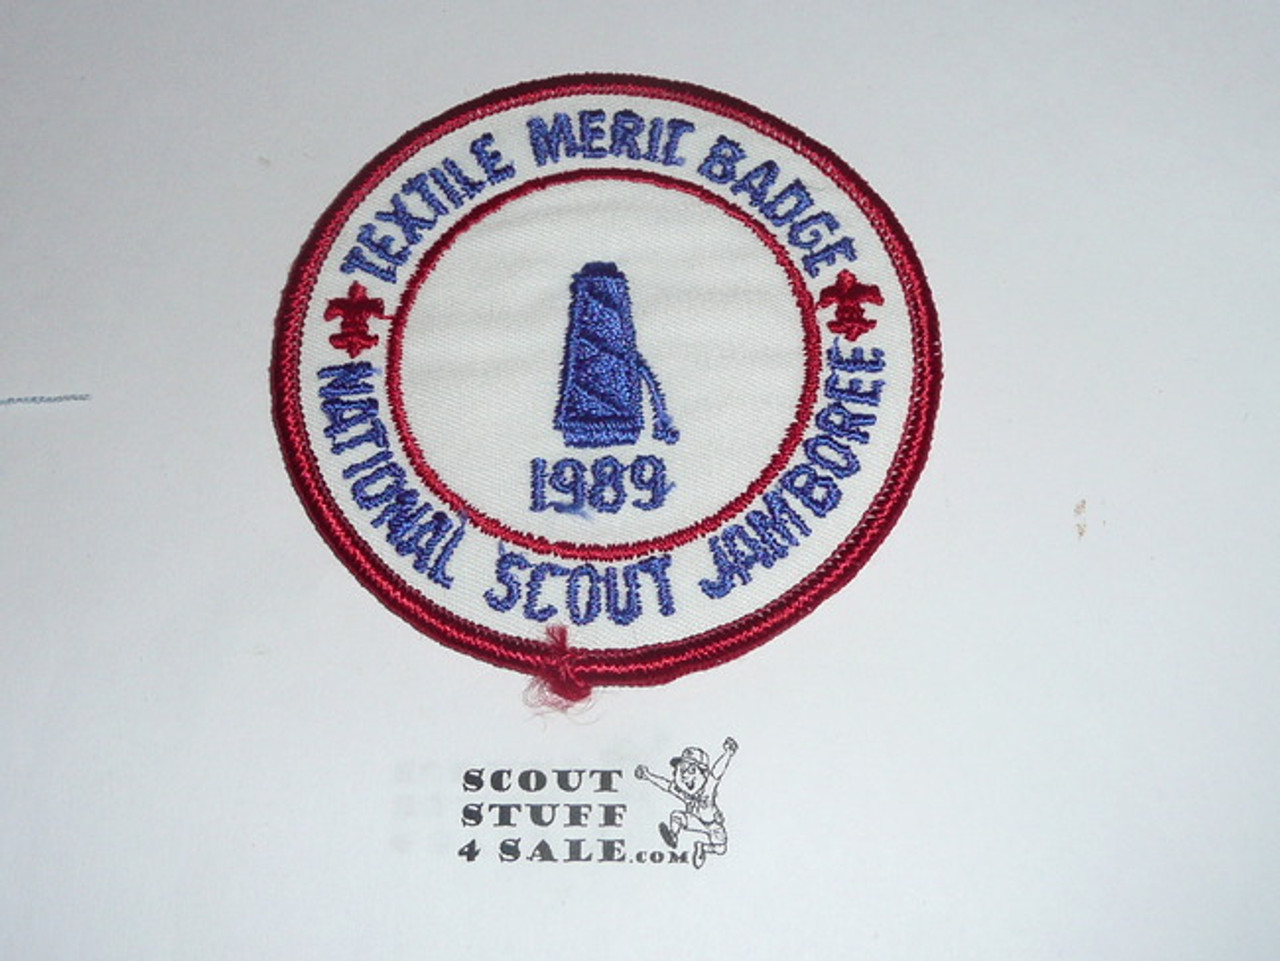 TEXTILE MERIT BADGE
1989
NATIONAL SCOUT JAMBOREE
SCOUT
STUFF
4 SALE.COM